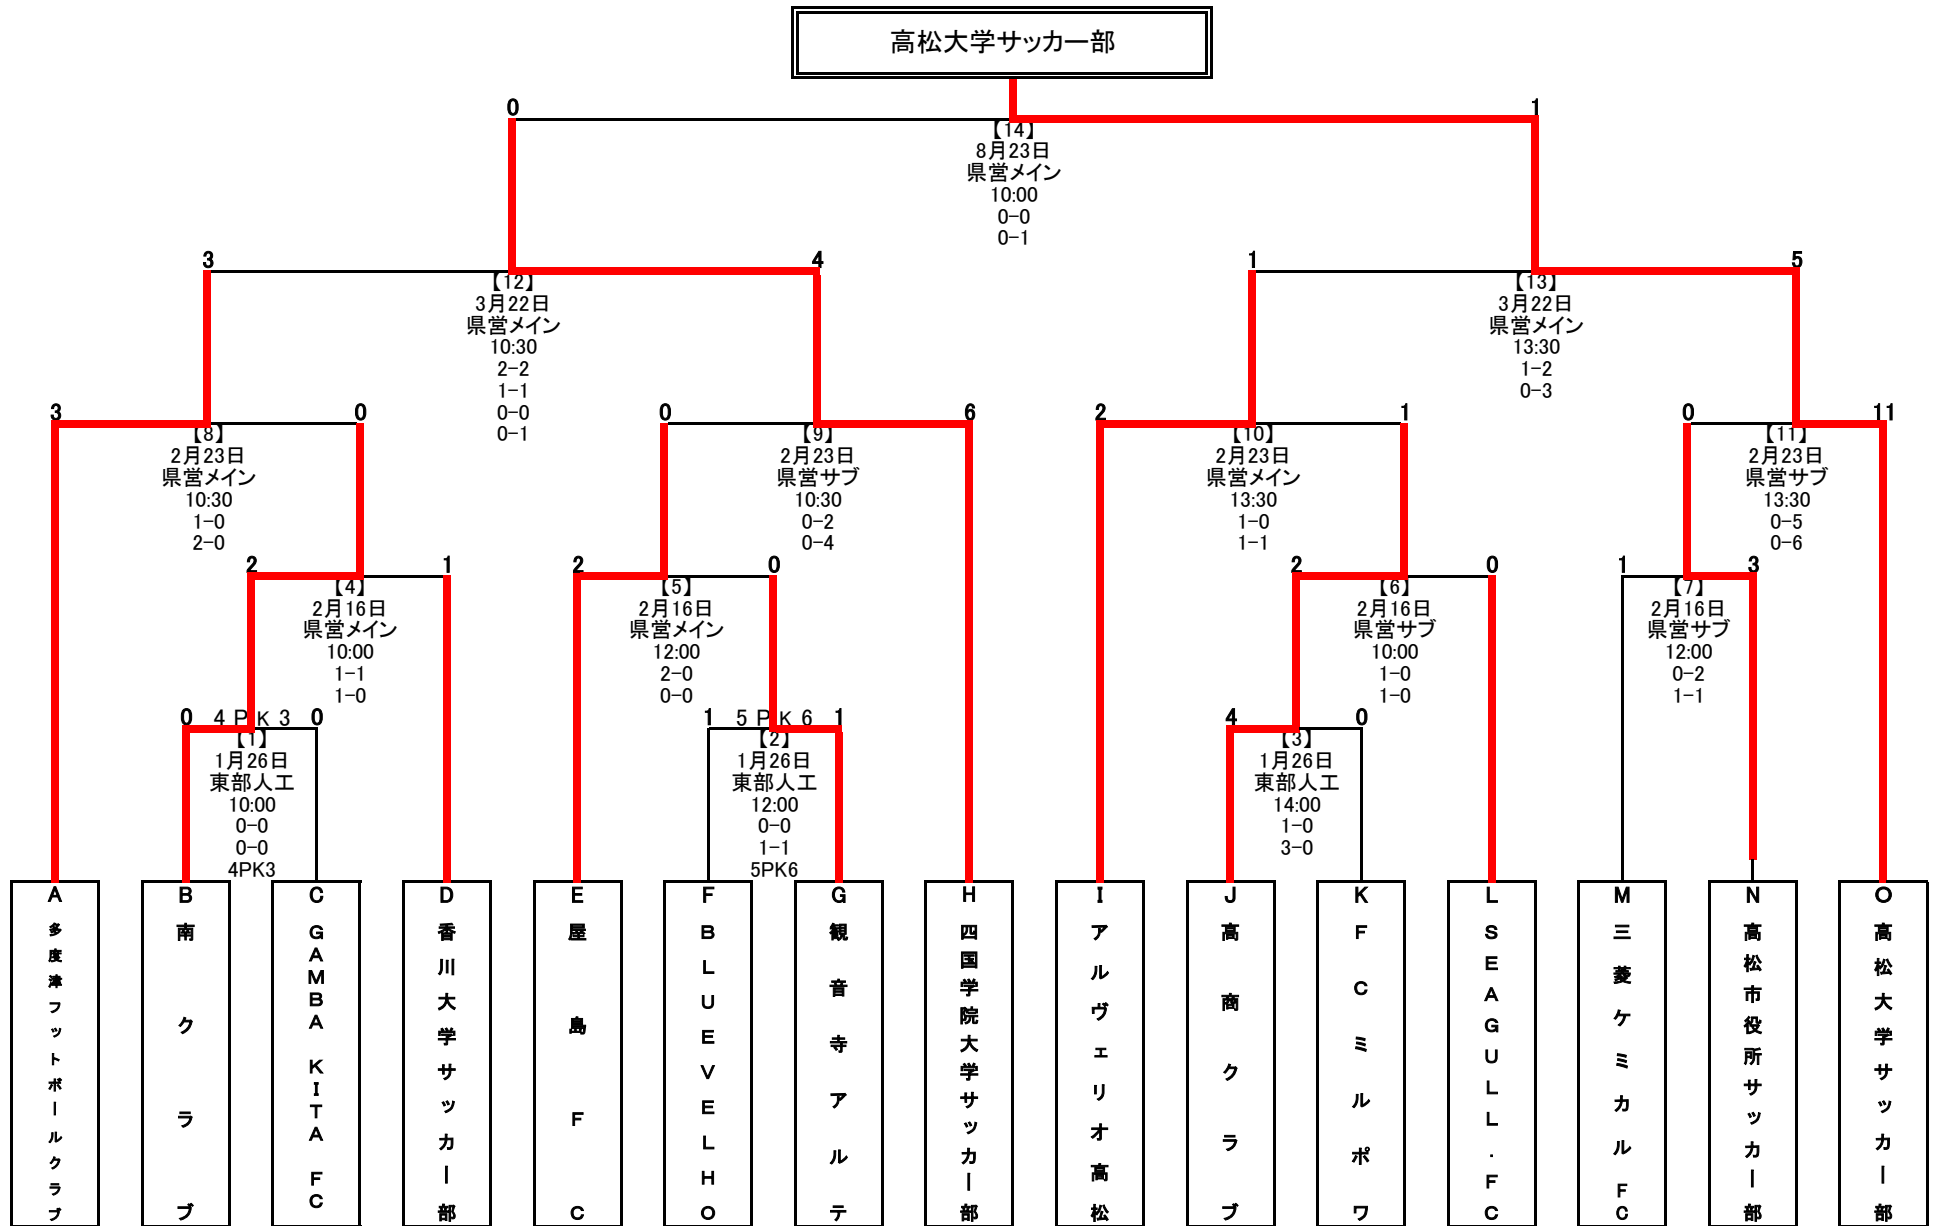 高松大学サッカー部
0
1
【14】
8月23日
県営メイン
10:00
0-0
0-1
3
4
1
5
【12】
3月22日
県営メイン
10:30
2-2
1-1
0-0
0-1
【13】
3月22日
県営メイン
13:30
1-2
0-3
3
0
0
6
2
1
0
11
【8】
2月23日
県営メイン
10:30
1-0
2-0
【9】
2月23日
県営サブ
10:30
0-2
0-4
【10】
2月23日
県営メイン
13:30
1-0
1-1
【11】
2月23日
県営サブ
13:30
0-5
0-6
2
1
2
0
2
0
1
3
【4】
2月16日
県営メイン
10:00
1-1
1-0
【5】
2月16日
県営メイン
12:00
2-0
0-0
【6】
2月16日
県営サブ
10:00
1-0
1-0
【7】
2月16日
県営サブ
12:00
0-2
1-1
0 4 PK 3 0
1 5 PK 6 1
4
0
【1】
1月26日
東部人工
10:00
0-0
0-0
4PK3
【2】
1月26日
東部人工
12:00
0-0
1-1
5PK6
【3】
1月26日
東部人工
14:00
1-0
3-0
A 多度津フットボールクラブ
B 南クラブ
C GAMBA KITA FC
D 香川大学サッカー部
E 屋島FC
F BLUEVELHO
G 観音寺アルテ
H 四国学院大学サッカー部
I アルヴェリオ高松
J 高商クラブ
K FCミルポワ
L SEAGULL.FC
M 三菱ケミカルFC
N 高松市役所サッカー部
O 高松大学サッカー部